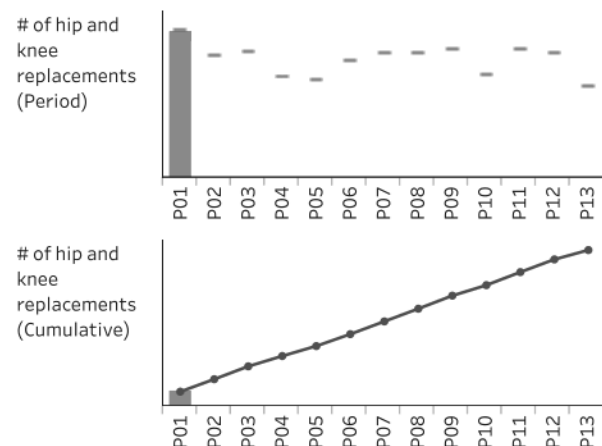 # of hip and
knee
replacements
(Period)
P01 P02 P03 P04 P05 P06 P07 P08 P09 P10 P11 P12 P13
# of hip and
knee
replacements
(Cumulative)
P01 P02 P03 P04 P05 P06 P07 P08 P09 P10 P11 P12 P13